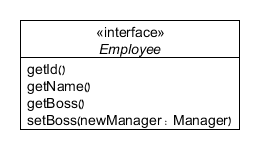 «interface»
Employee
getId()
getName()
getBoss()
setBoss(newManager : Manager)